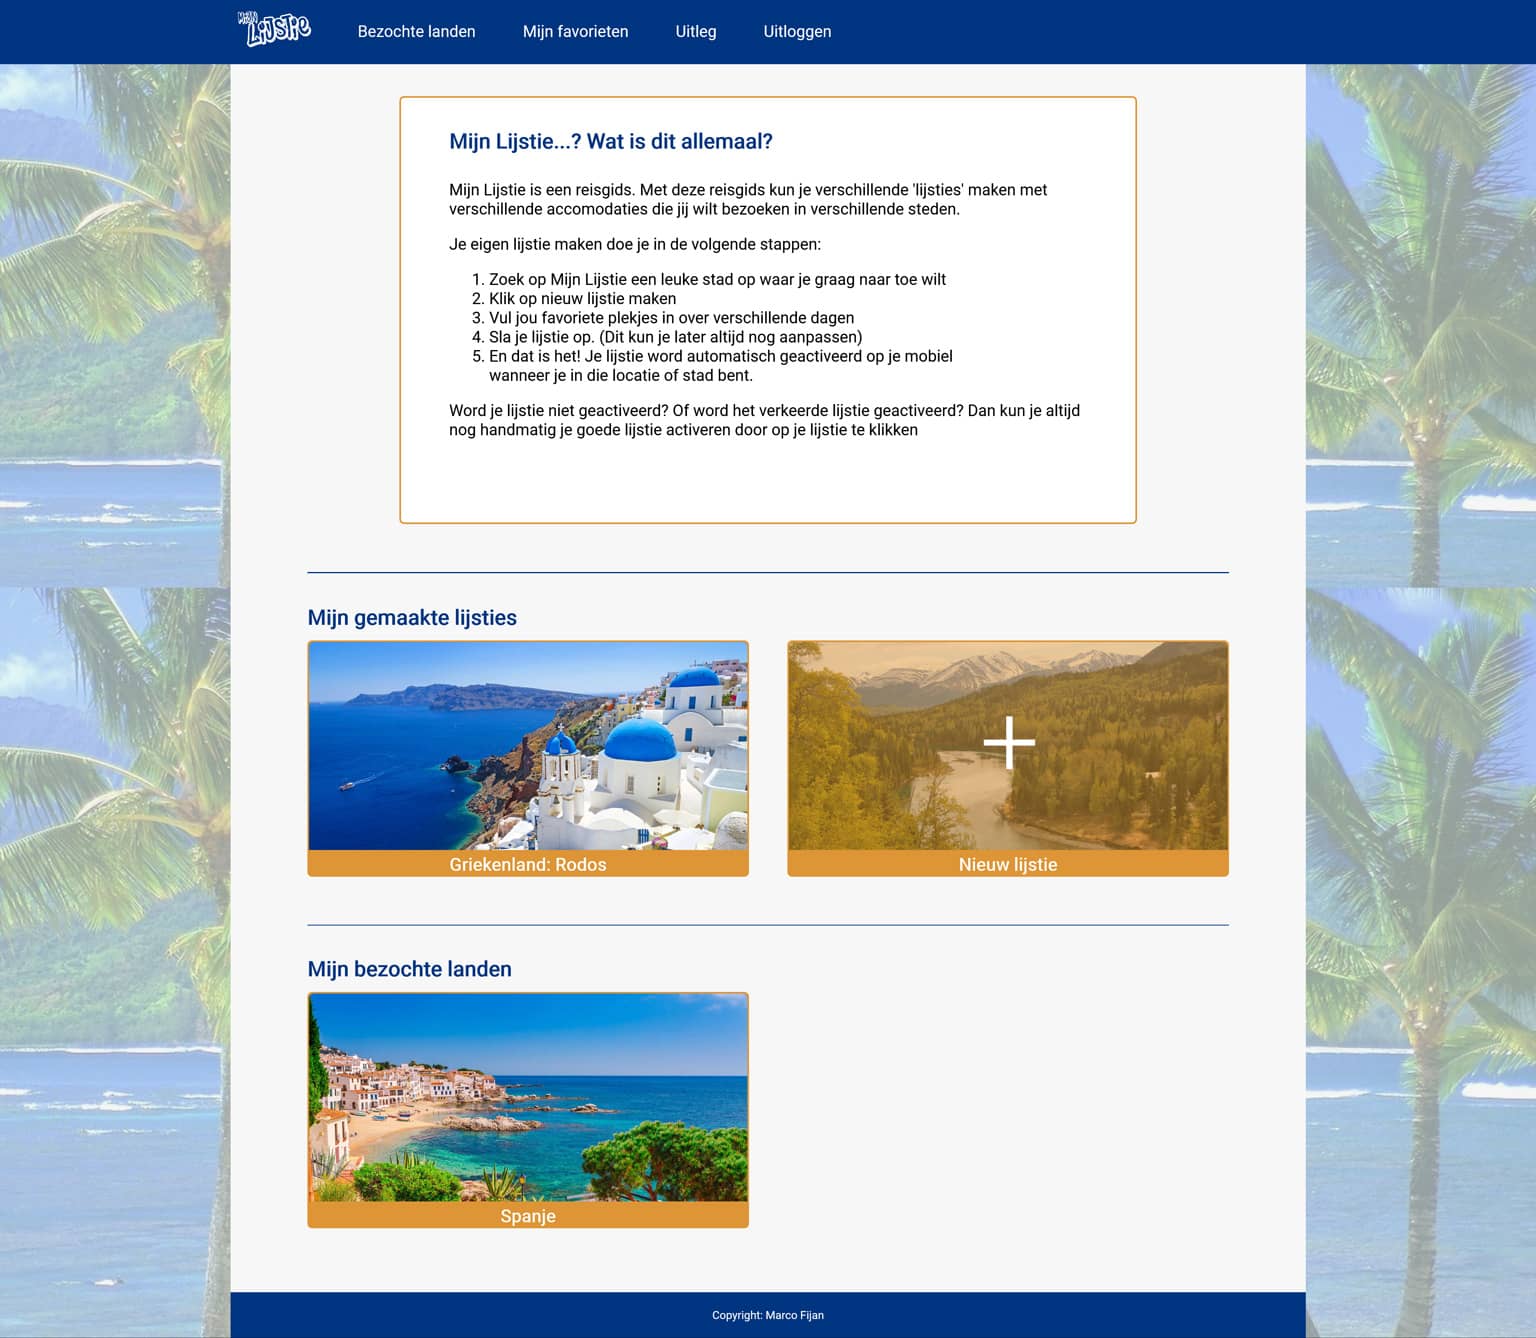 Mijn
Lijstie
Bezochte landen
Mijn favorieten
Uitleg
Uitloggen
Mijn Lijstie...? Wat is dit allemaal?
Mijn Lijstie is een reisgids. Met deze reisgids kun je verschillende 'lijsties' maken met
verschillende accomodaties die jij wilt bezoeken in verschillende steden.
Je eigen lijstie maken doe je in de volgende stappen:
1. Zoek op Mijn Lijstie een leuke stad op waar je graag naar toe wilt
2. Klik op nieuw lijstie maken
3. Vul jou favoriete plekjes in over verschillende dagen
4. Sla je lijstie op. (Dit kun je later altijd nog aanpassen)
5. En dat is het! Je lijstie word automatisch geactiveerd op je mobiel
wanneer je in die locatie of stad bent.
Word je lijstie niet geactiveerd? Of word het verkeerde lijstie geactiveerd? Dan kun je altijd
nog handmatig je goede lijstie activeren door op je lijstie te klikken
Mijn gemaakte lijsties
Griekenland: Rodos
Nieuw lijstie
Mijn bezochte landen
Spanje
Copyright: Marco Fijan